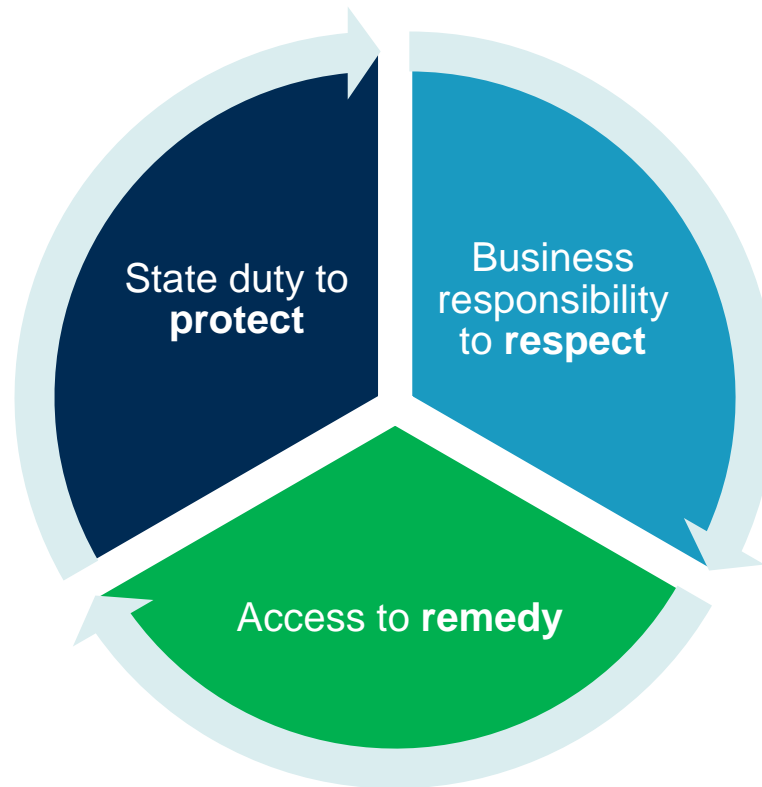 State duty to
protect
Business
responsibility
to respect
Access to remedy